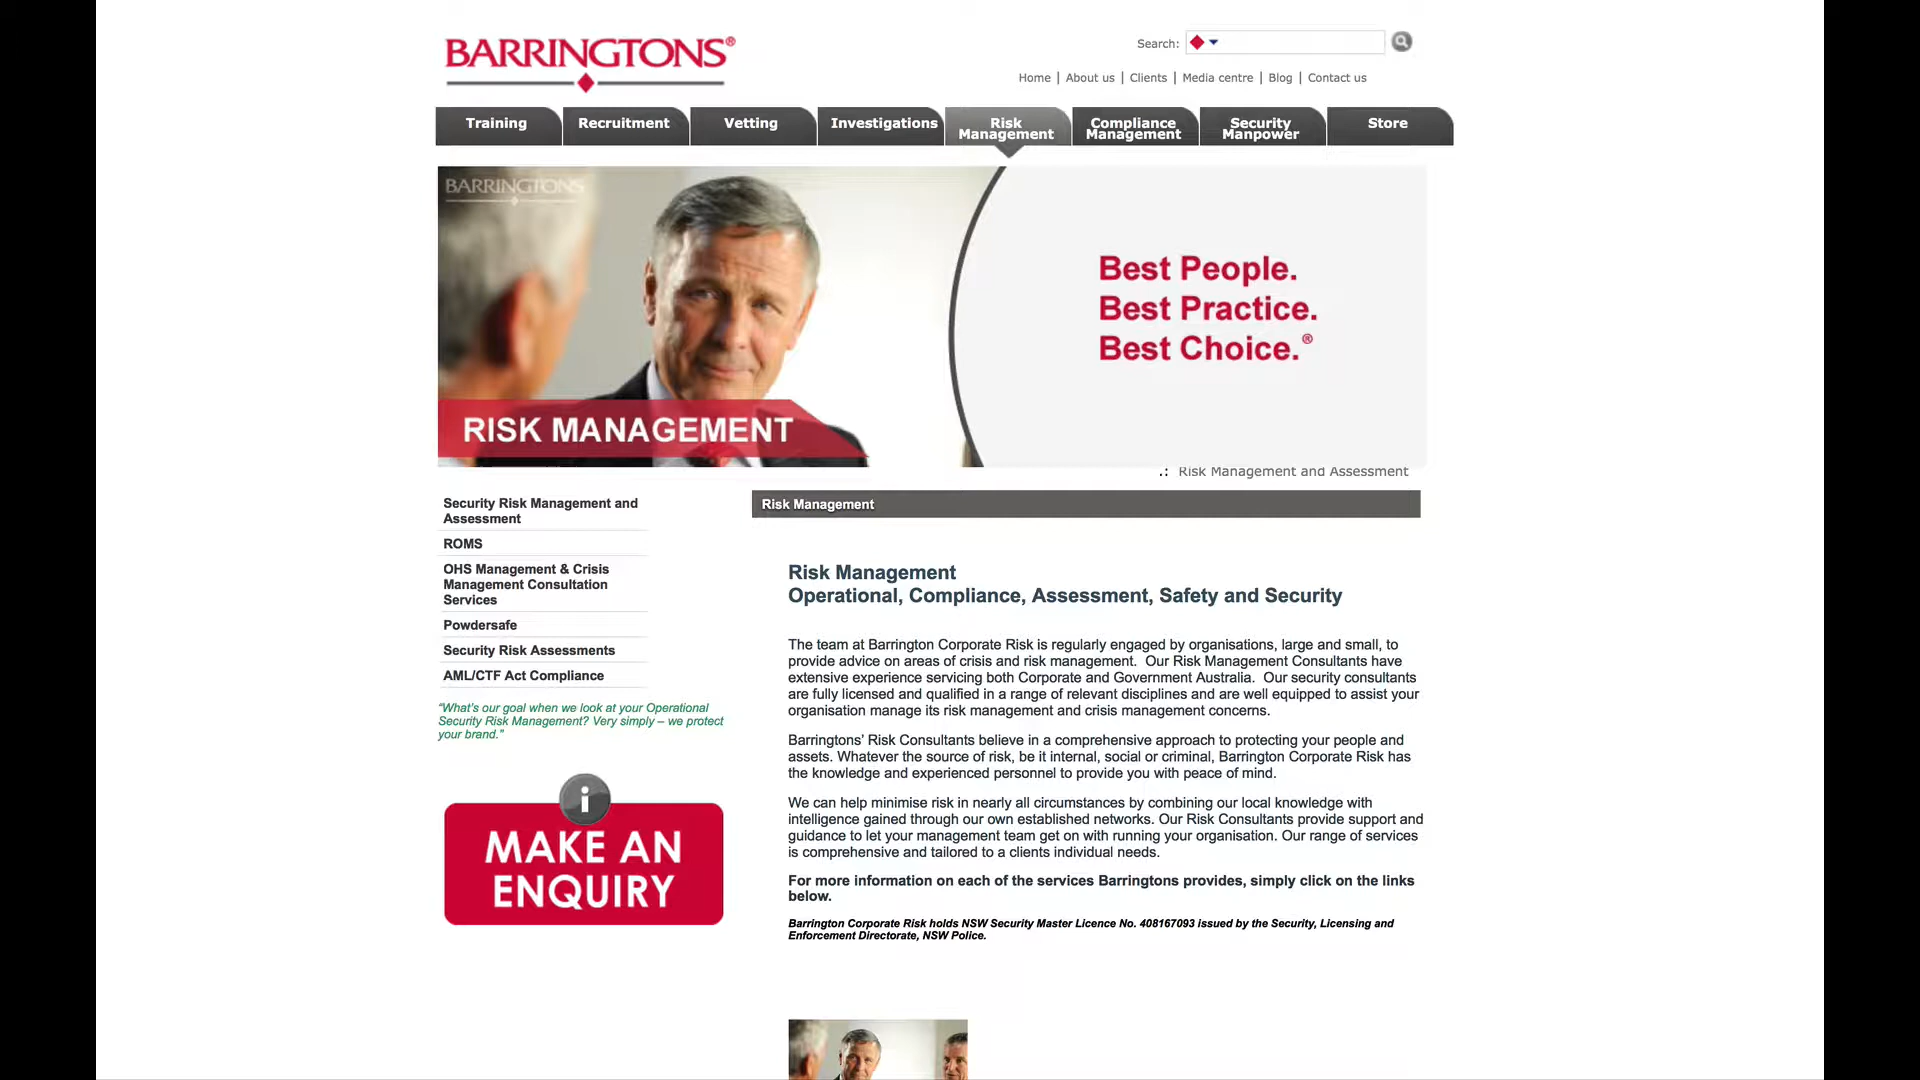 BARRINGTONS®
Search:
Home | About us | Clients | Media centre | Blog | Contact us
Training
Recruitment
Vetting
Investigations
Risk
Management
Compliance
Management
Security
Manpower
Store
BARRINGTONS
Best People.
Best Practice.
Best Choice.®
RISK MANAGEMENT
.: Risk Management and Assessment
Security Risk Management and
Assessment
ROMS
OHS Management & Crisis
Management Consultation
Services
Powdersafe
Security Risk Assessments
AML/CTF Act Compliance
“What’s our goal when we look at your Operational
Security Risk Management? Very simply – we protect
your brand.”
i
MAKE AN
ENQUIRY
Risk Management
Risk Management
Operational, Compliance, Assessment, Safety and Security
The team at Barrington Corporate Risk is regularly engaged by organisations, large and small, to
provide advice on areas of crisis and risk management. Our Risk Management Consultants have
extensive experience servicing both Corporate and Government Australia. Our security consultants
are fully licensed and qualified in a range of relevant disciplines and are well equipped to assist your
organisation manage its risk management and crisis management concerns.
Barringtons’ Risk Consultants believe in a comprehensive approach to protecting your people and
assets. Whatever the source of risk, be it internal, social or criminal, Barrington Corporate Risk has
the knowledge and experienced personnel to provide you with peace of mind.
We can help minimise risk in nearly all circumstances by combining our local knowledge with
intelligence gained through our own established networks. Our Risk Consultants provide support and
guidance to let your management team get on with running your organisation. Our range of services
is comprehensive and tailored to a clients individual needs.
For more information on each of the services Barringtons provides, simply click on the links
below.
Barrington Corporate Risk holds NSW Security Master Licence No. 408167093 issued by the Security, Licensing and
Enforcement Directorate, NSW Police.